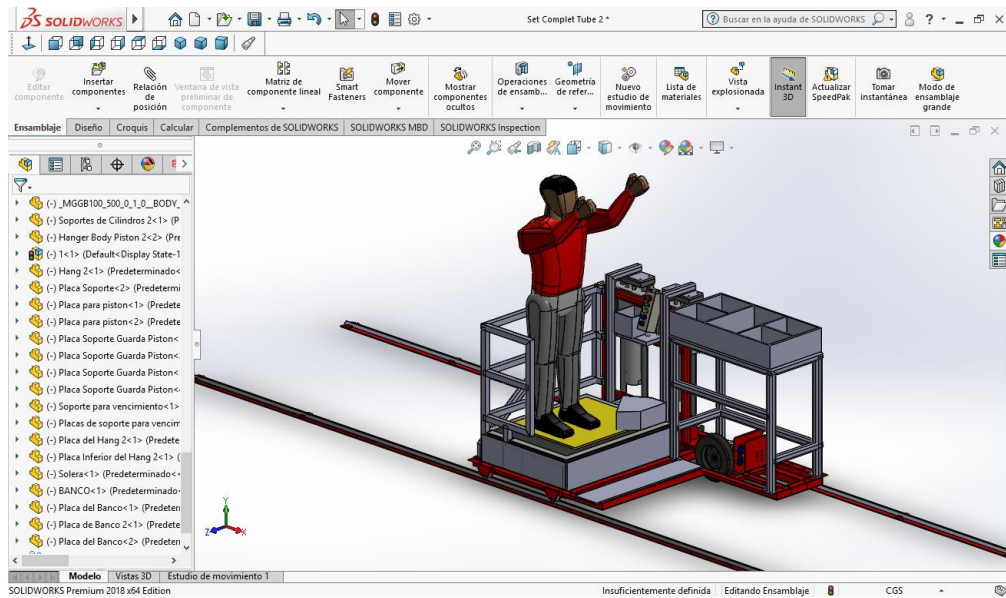 SOLIDWORKS
Set Complet Tube 2 *
Buscar en la ayuda de SOLIDWORKS
Editar componente
Insertar componentes
Relación de posición
Ventana de vista preliminar de componente
Matriz de componente lineal
Smart Fasteners
Mover componente
Mostrar componentes ocultos
Operaciones de ensamb...
Geometría de refer...
Nuevo estudio de movimiento
Lista de materiales
Vista explosionada
Instant 3D
Actualizar SpeedPak
Tomar instantánea
Modo de ensamblaje grande
Ensamblaje Diseño Croquis Calcular Complementos de SOLIDWORKS SOLIDWORKS MBD SOLIDWORKS Inspection
(-) _MGGB100_500_0_1_0__BODY_
(-) Soportes de Cilindros 2<1> (P
(-) Hanger Body Piston 2<2> (Pre
(-) 1<1> (Default<Display State-1
(-) Hang 2<1> (Predeterminado<
(-) Placa Soporte<2> (Predetermi
(-) Placa para piston<1> (Predete
(-) Placa para piston<2> (Predete
(-) Placa Soporte Guarda Piston<
(-) Placa Soporte Guarda Piston<
(-) Placa Soporte Guarda Piston<
(-) Placa Soporte Guarda Piston<
(-) Soporte para vencimiento<1>
(-) Placas de soporte para vencim
(-) Placa del Hang 2<1> (Predete
(-) Placa Inferior del Hang 2<1> (
(-) Solera<1> (Predeterminado<
(-) BANCO<1> (Predeterminado
(-) Placa del Banco<1> (Predeten
(-) Placa de Banco 2<1> (Predete
(-) Placa del Banco<2> (Predeten
Y
Z X
Modelo Vistas 3D Estudio de movimiento 1
SOLIDWORKS Premium 2018 x64 Edition Insuficientemente definida Editando Ensamblaje CGS